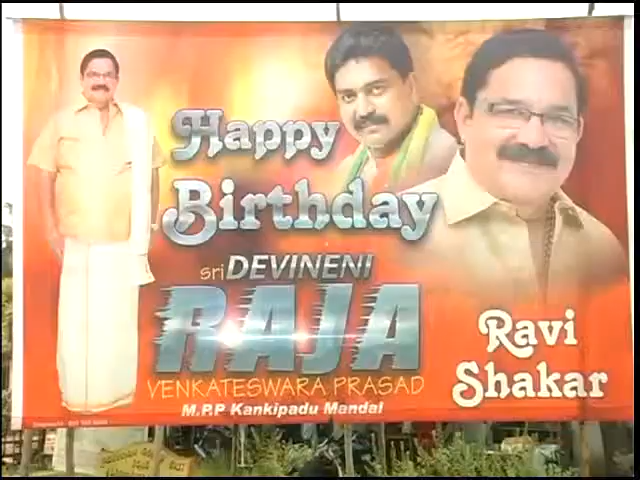 Happy
Birthday
Sri DEVINENI
RAJA
VENKATESWARA PRASAD
M.P.P Kankipadu Mandal
Ravi
Shakar